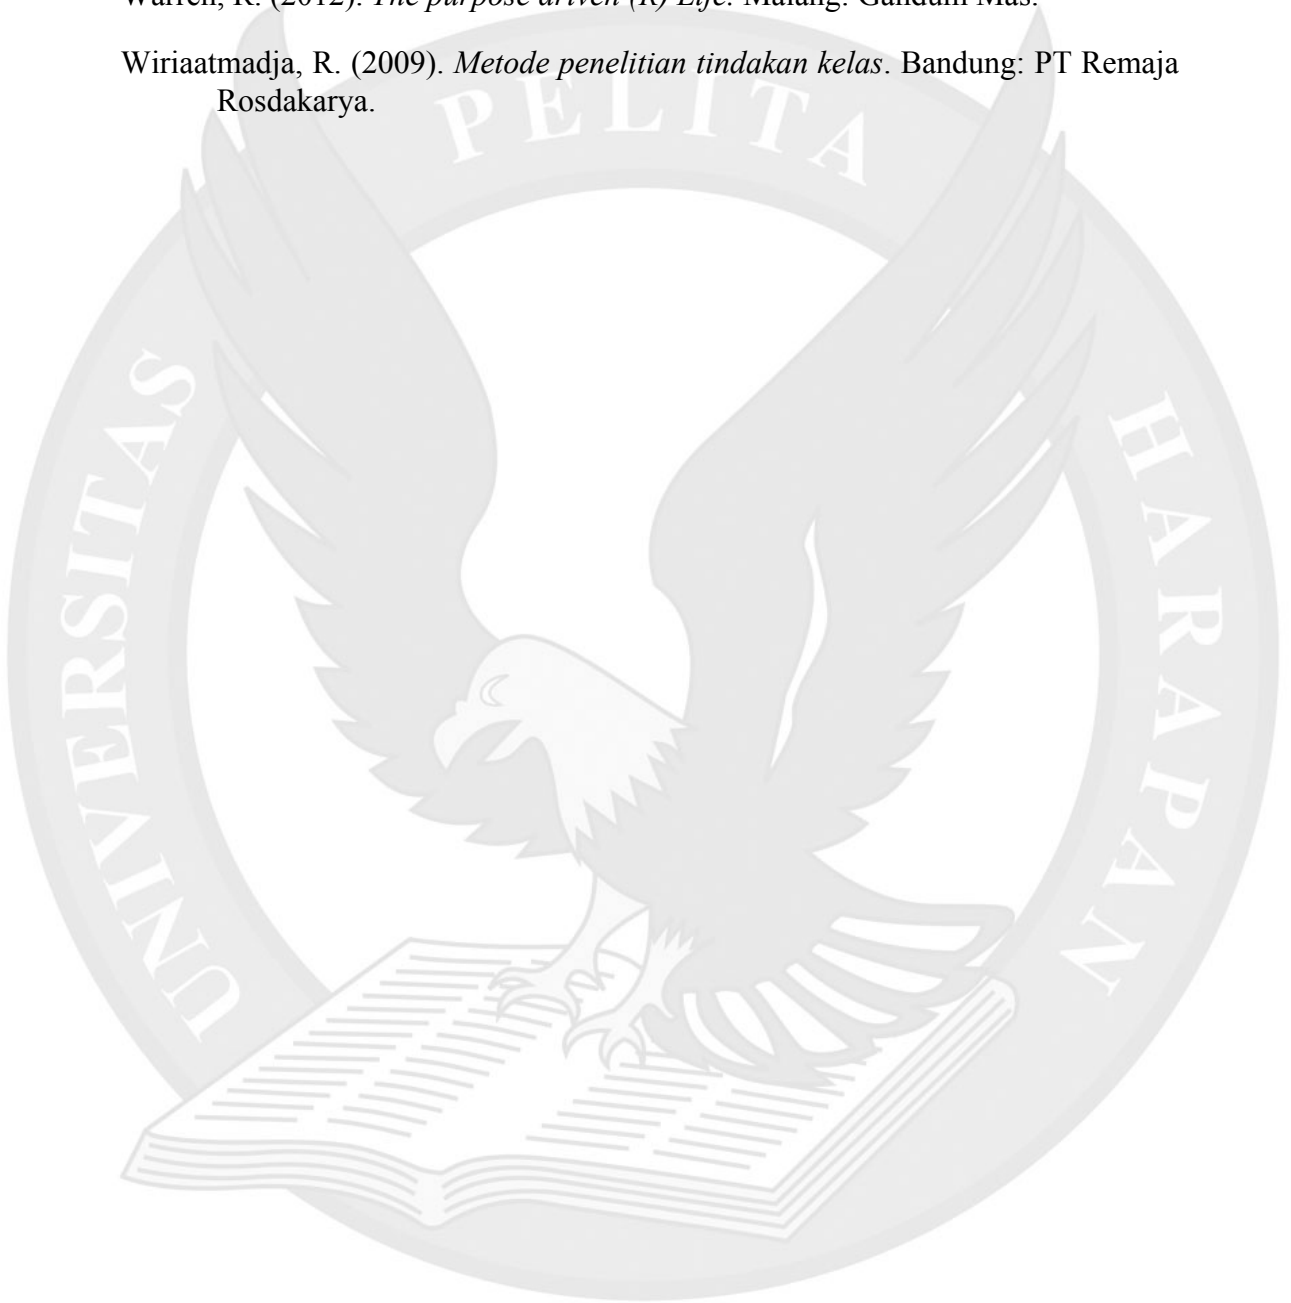 Warren, R. (2012). The purpose driven (R) Life. Malang: Gandum Mas.
Wiriaatmadja, R. (2009). Metode penelitian tindakan kelas. Bandung: PT Remaja
Rosdakarya.
UNIVERSITAS PELITA HARAPAN